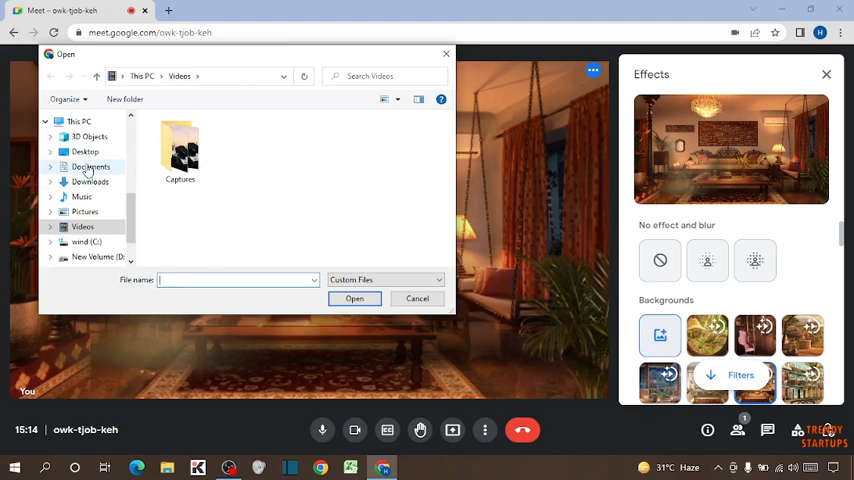 Meet – owk-tjob-keh
meet.google.com/owk-tjob-keh
H
Open
This PC
Videos
Search Videos
Organize
New folder
This PC
3D Objects
Desktop
Documents
Downloads
Music
Pictures
Videos
wind (C:)
New Volume (D:
Captures
File name:
Custom Files
Open
Cancel
Effects
No effect and blur
Backgrounds
Filters
You
15:14
owk-tjob-keh
1
TRENDY
STARTUPS
31°C Haze